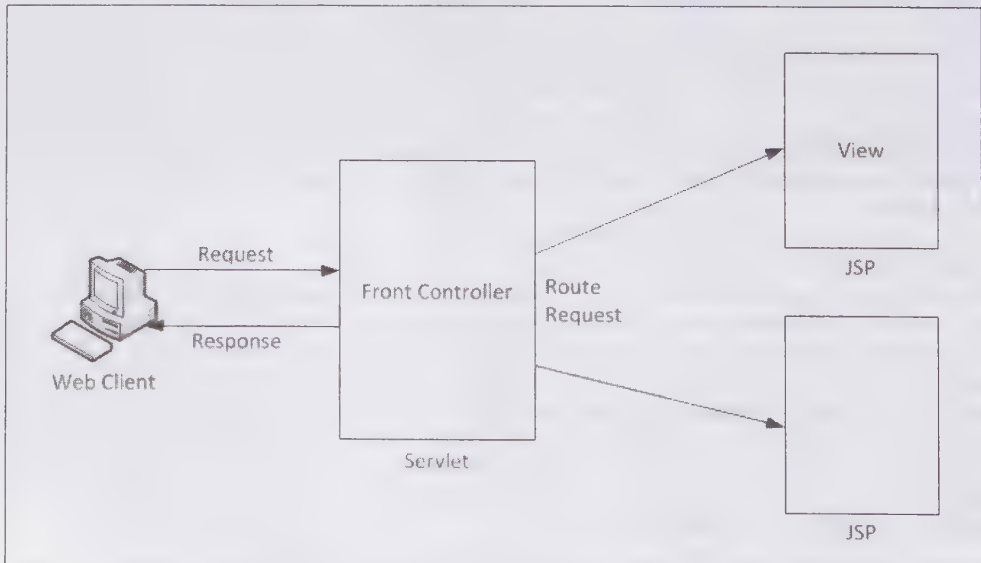 View
JSP
Request
Front Controller
Route
Request
Response
Web Client
Servlet
JSP